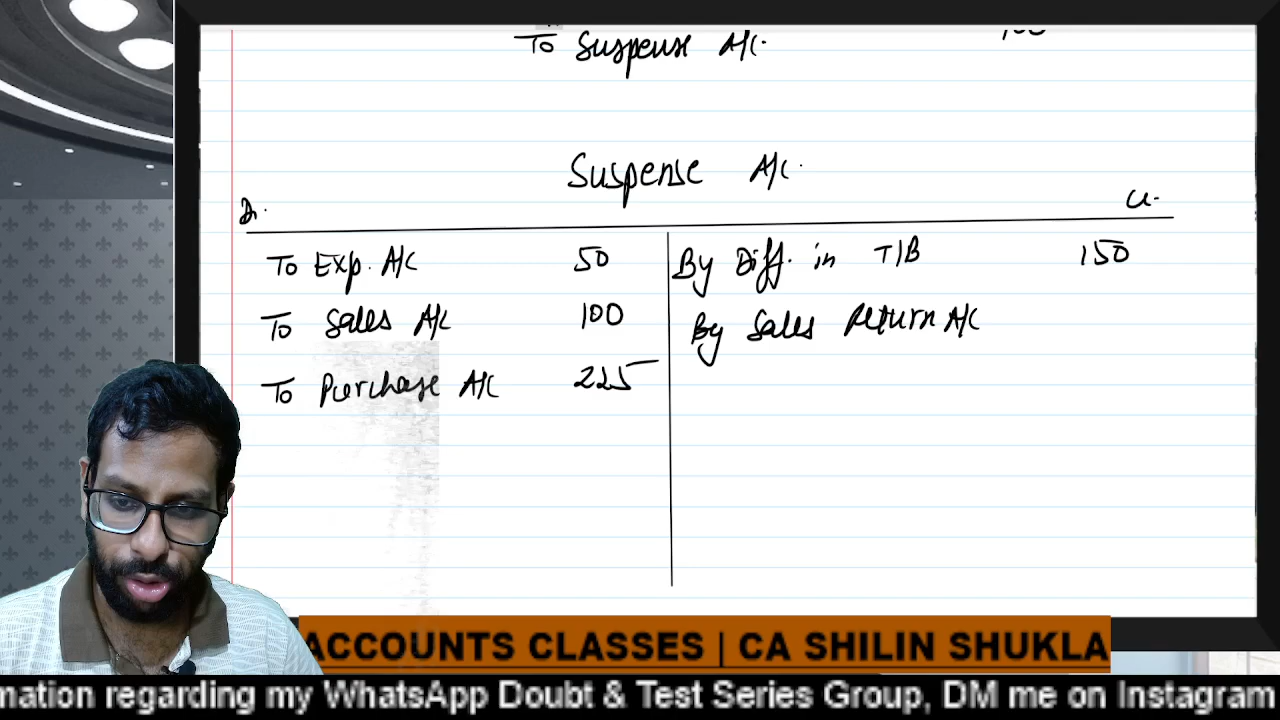 To Suspense A/c.
Suspense A/c.
Dr. Cr.
To Exp. A/c 50 By Diff. in T/B 150
To Sales A/c 100 By Sales Return A/c
To Purchase A/c 225
ACCOUNTS CLASSES | CA SHILIN SHUKLA
mation regarding my WhatsApp Doubt & Test Series Group, DM me on Instagram